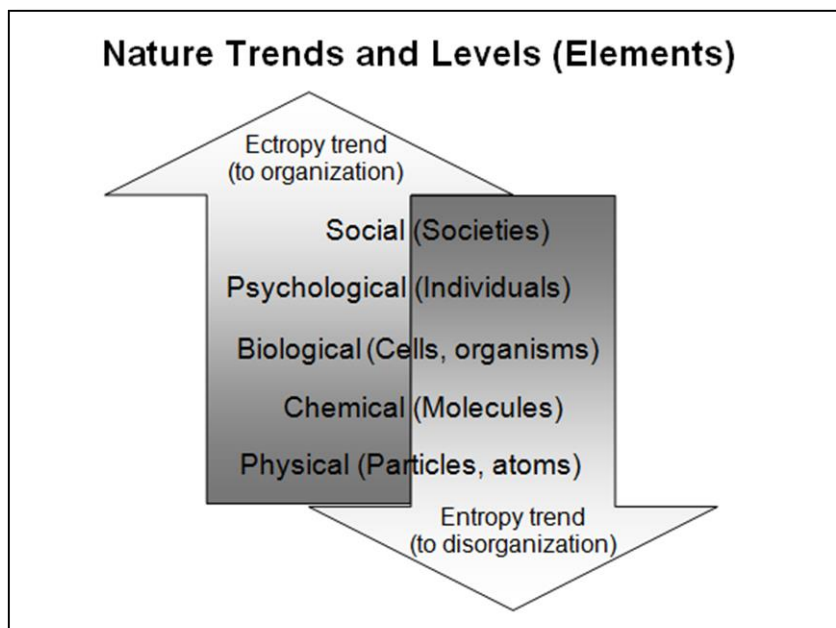 Nature Trends and Levels (Elements)
Ectropy trend
(to organization)
Social (Societies)
Psychological (Individuals)
Biological (Cells, organisms)
Chemical (Molecules)
Physical (Particles, atoms)
Entropy trend
(to disorganization)